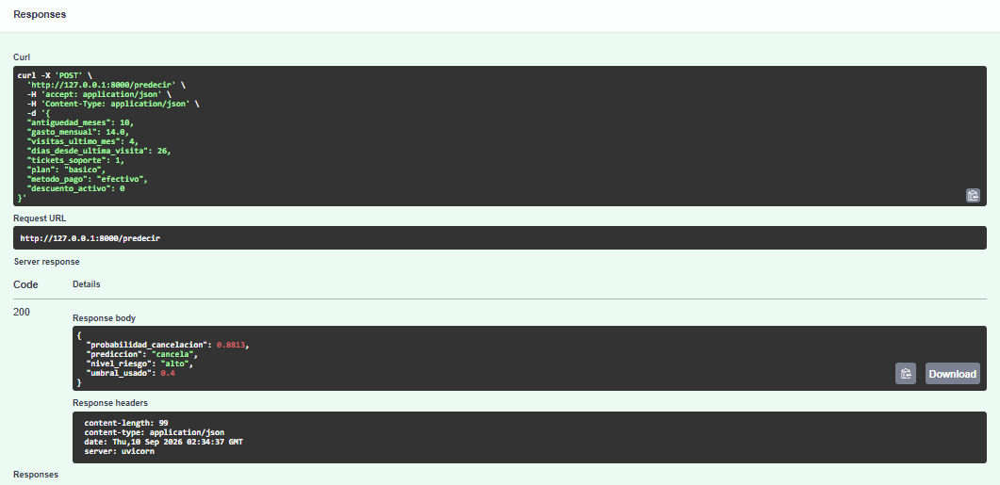 Responses
Curl
curl -X 'POST' \
'http://127.0.0.1:8000/predecir' \
-H 'accept: application/json' \
-H 'Content-Type: application/json' \
-d '{
"antiguedad_meses": 10,
"gasto_mensual": 14.0,
"visitas_ultimo_mes": 4,
"dias_desde_ultima_visita": 26,
"tickets_soporte": 1,
"plan": "basico",
"metodo_pago": "efectivo",
"descuento_activo": 0
}'
Request URL
http://127.0.0.1:8000/predecir
Server response
Code Details
200
Response body
{
"probabilidad_cancelacion": 0.8813,
"prediccion": "cancela",
"nivel_riesgo": "alto",
"umbral_usado": 0.4
}
Download
Response headers
content-length: 99
content-type: application/json
date: Thu,10 Sep 2026 02:34:37 GMT
server: uvicorn
Responses